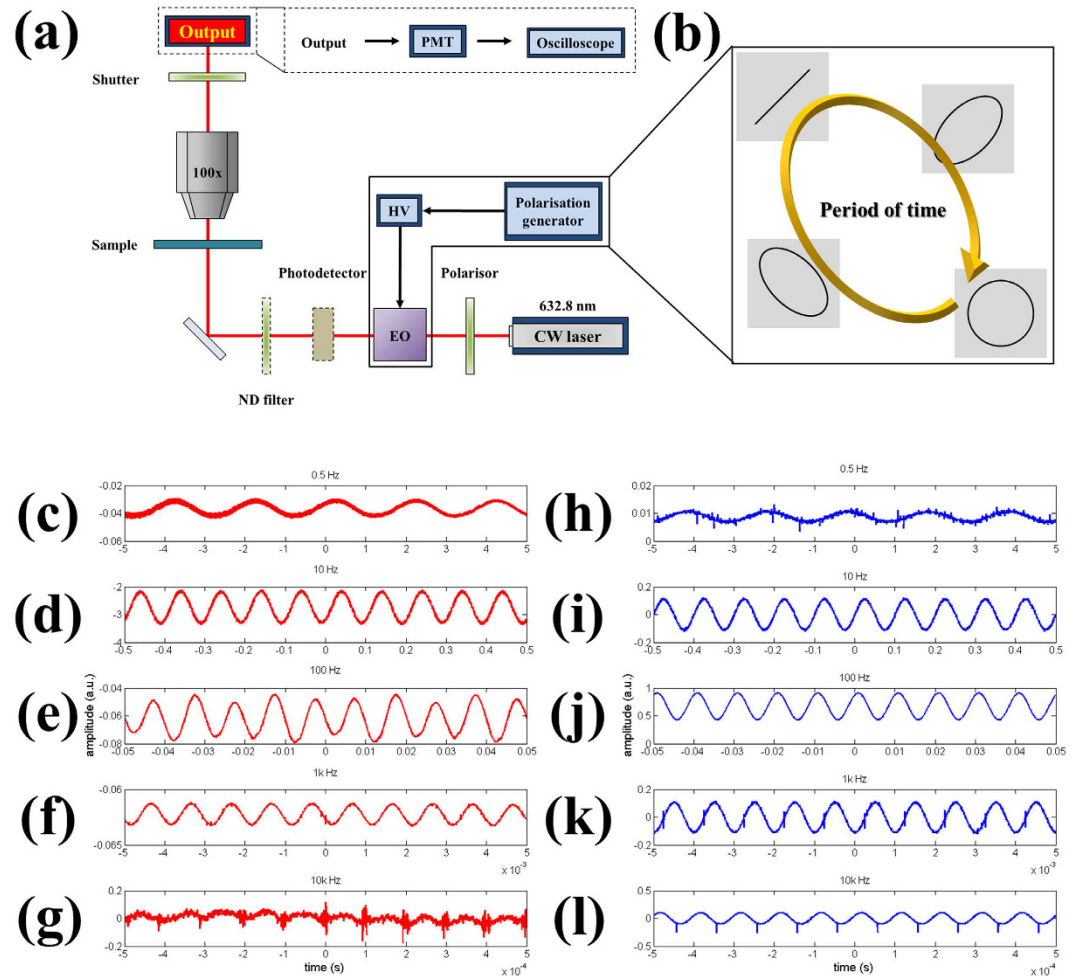 (a)
Output
Output
PMT
Oscilloscope
(b)
Shutter
100x
HV
Polarisation
generator
Period of time
Sample
Photodetector
Polarisor
632.8 nm
EO
CW laser
ND filter
(c)
0.5 Hz
-0.02
-0.04
-0.06
-5 -4 -3 -2 -1 0 1 2 3 4 5
(h)
0.5 Hz
0.02
0.01
0
-5 -4 -3 -2 -1 0 1 2 3 4 5
(d)
10 Hz
-2
-3
-4
-0.5 -0.4 -0.3 -0.2 -0.1 0 0.1 0.2 0.3 0.4 0.5
(i)
10 Hz
0.2
0
-0.2
-0.5 -0.4 -0.3 -0.2 -0.1 0 0.1 0.2 0.3 0.4 0.5
(e)
100 Hz
amplitude (a.u.)
-0.04
-0.06
-0.08
-0.05 -0.04 -0.03 -0.02 -0.01 0 0.01 0.02 0.03 0.04 0.05
(j)
100 Hz
amplitude (a.u.)
1
0.5
0
-0.05 -0.04 -0.03 -0.02 -0.01 0 0.01 0.02 0.03 0.04 0.05
(f)
1k Hz
-0.06
-0.065
-5 -4 -3 -2 -1 0 1 2 3 4 5
x 10-3
(k)
1k Hz
0.2
0
-0.2
-5 -4 -3 -2 -1 0 1 2 3 4 5
x 10-3
(g)
10k Hz
0.2
0
-0.2
-5 -4 -3 -2 -1 0 1 2 3 4 5
time (s)
x 10-4
(l)
10k Hz
0.5
0
-0.5
-5 -4 -3 -2 -1 0 1 2 3 4 5
time (s)
x 10-4